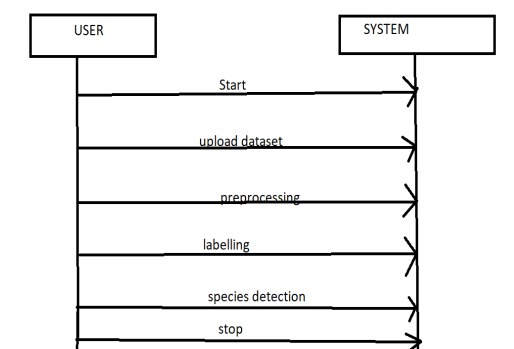 USER
SYSTEM
Start
upload dataset
preprocessing
labelling
species detection
stop